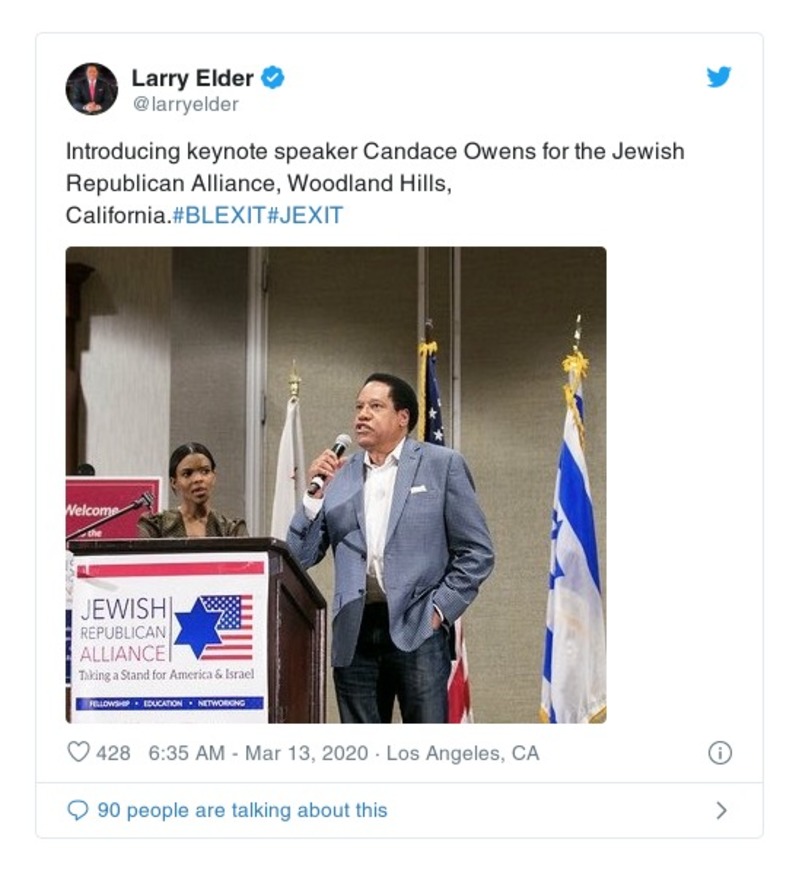 Larry Elder
@larryelder
Introducing keynote speaker Candace Owens for the Jewish
Republican Alliance, Woodland Hills,
California.#BLEXIT#JEXIT
Welcome
to the
JEWISH
REPUBLICAN
ALLIANCE
Taking a Stand for America & Israel
FELLOWSHIP • EDUCATION • NETWORKING
428 6:35 AM - Mar 13, 2020 · Los Angeles, CA
90 people are talking about this